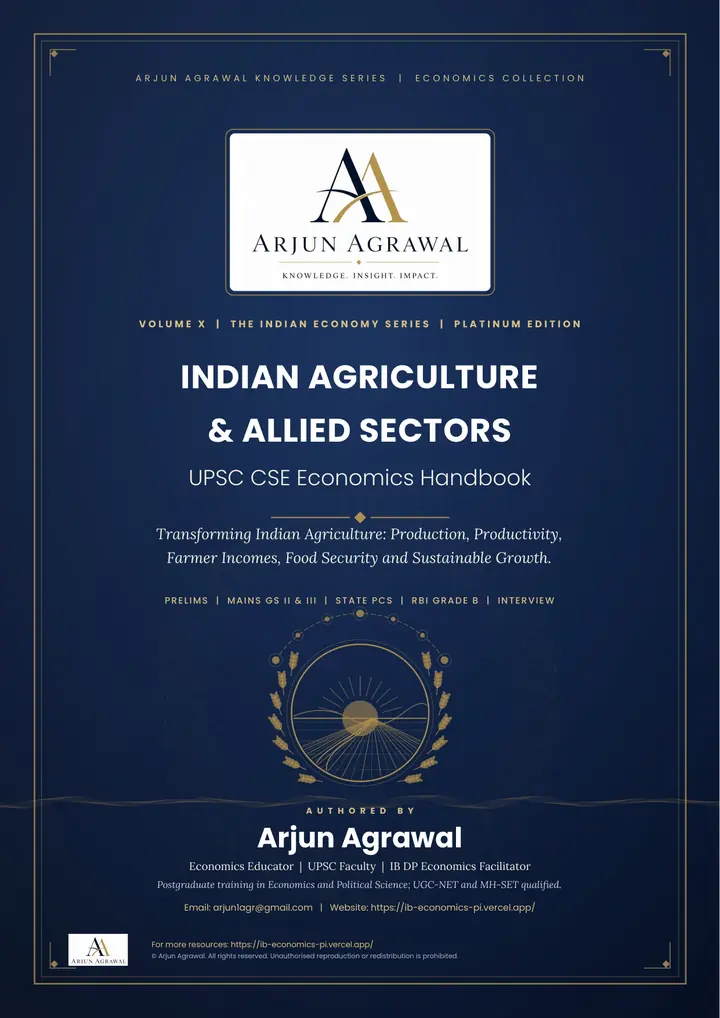 ARJUN AGRAWAL KNOWLEDGE SERIES | ECONOMICS COLLECTION
AA
ARJUN AGRAWAL
KNOWLEDGE. INSIGHT. IMPACT.
VOLUME X | THE INDIAN ECONOMY SERIES | PLATINUM EDITION
INDIAN AGRICULTURE
& ALLIED SECTORS
UPSC CSE Economics Handbook
Transforming Indian Agriculture: Production, Productivity,
Farmer Incomes, Food Security and Sustainable Growth.
PRELIMS | MAINS GS II & III | STATE PCS | RBI GRADE B | INTERVIEW
AUTHORED BY
Arjun Agrawal
Economics Educator | UPSC Faculty | IB DP Economics Facilitator
Postgraduate training in Economics and Political Science; UGC-NET and MH-SET qualified.
Email: arjun1agr@gmail.com | Website: https://ib-economics-pi.vercel.app/
AA
ARJUN AGRAWAL
For more resources: https://ib-economics-pi.vercel.app/
© Arjun Agrawal. All rights reserved. Unauthorised reproduction or redistribution is prohibited.